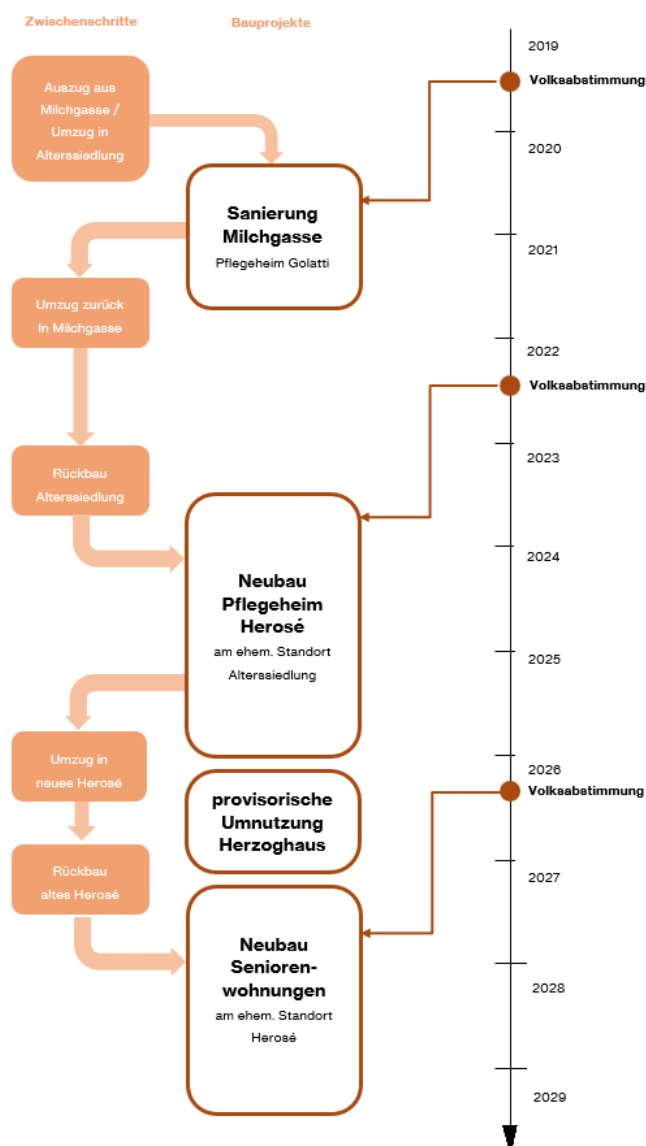 Zwischenschritte
Bauprojekte
2019
Volksabstimmung
Auszug aus
Milchgasse /
Umzug in
Alterssiedlung
2020
Sanierung
Milchgasse
Pflegeheim Golatti
2021
Umzug zurück
In Milchgasse
2022
Volksabstimmung
2023
Rückbau
Alterssiedlung
2024
Neubau
Pflegeheim
Herosé
am ehem. Standort
Alterssiedlung
2025
Umzug in
neues Herosé
2026
Volksabstimmung
provisorische
Umnutzung
Herzoghaus
2027
Rückbau
altes Herosé
Neubau
Senioren-
wohnungen
am ehem. Standort
Herosé
2028
2029